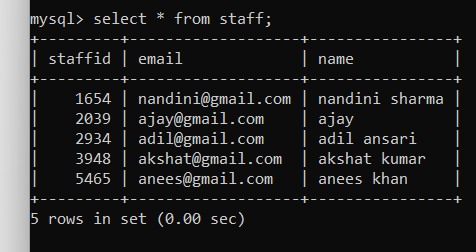 mysql> select * from staff;
+---------+-------------------+----------------+
| staffid | email             | name           |
+---------+-------------------+----------------+
|    1654 | nandini@gmail.com | nandini sharma |
|    2039 | ajay@gmail.com    | ajay           |
|    2934 | adil@gmail.com    | adil ansari    |
|    3948 | akshat@gmail.com  | akshat kumar   |
|    5465 | anees@gmail.com   | anees khan     |
+---------+-------------------+----------------+
5 rows in set (0.00 sec)